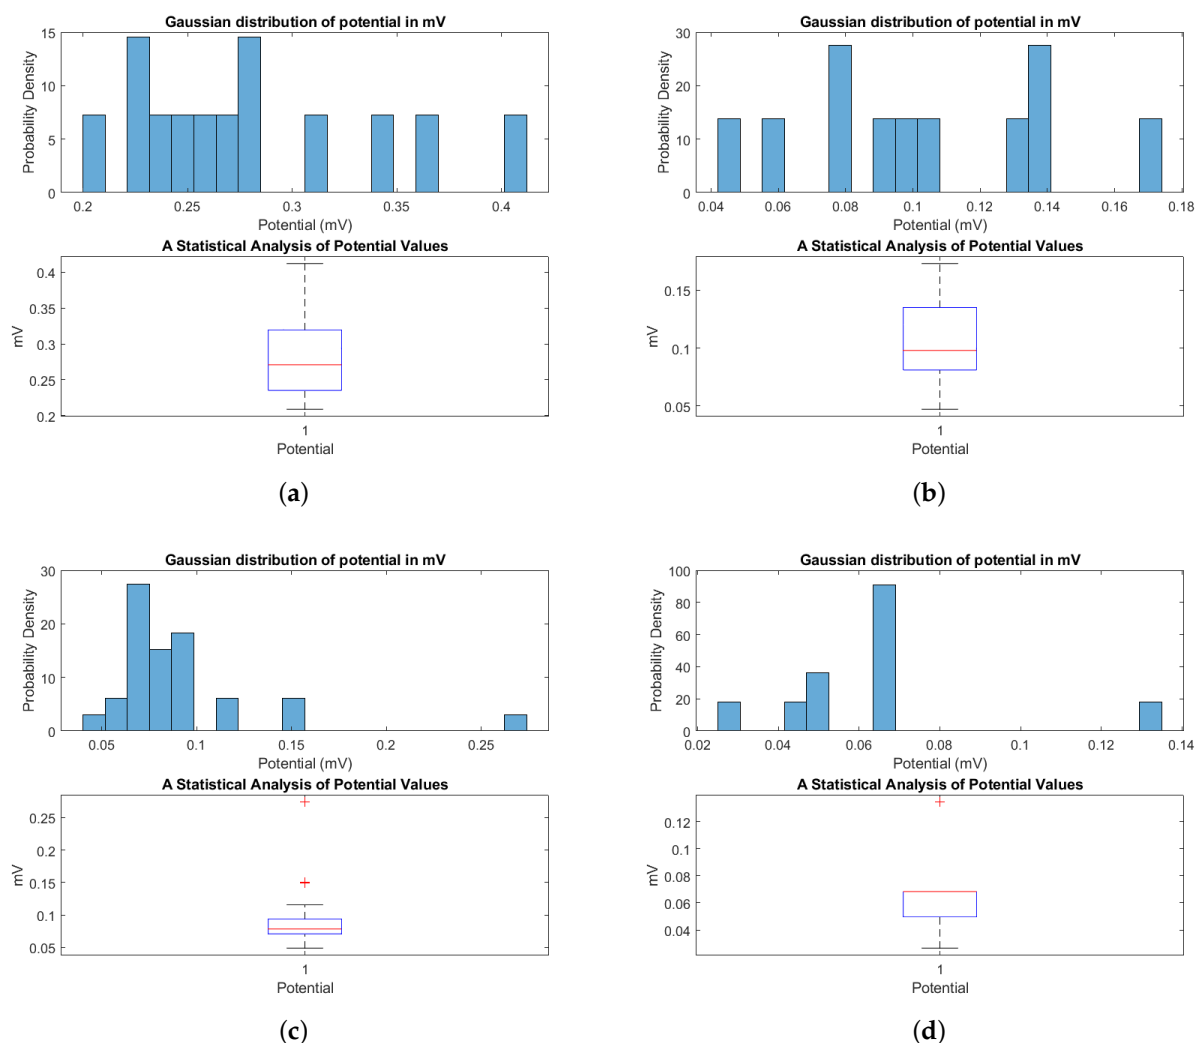 Gaussian distribution of potential in mV
15
10
5
0
Probability Density
0.2 0.25 0.3 0.35 0.4
Potential (mV)
A Statistical Analysis of Potential Values
0.4
0.35
0.3
0.25
0.2
mV
1
Potential
(a)
Gaussian distribution of potential in mV
30
20
10
0
Probability Density
0.04 0.06 0.08 0.1 0.12 0.14 0.16 0.18
Potential (mV)
A Statistical Analysis of Potential Values
0.15
0.1
0.05
mV
1
Potential
(b)
Gaussian distribution of potential in mV
30
20
10
0
Probability Density
0.05 0.1 0.15 0.2 0.25
Potential (mV)
A Statistical Analysis of Potential Values
0.25
0.2
0.15
0.1
0.05
mV
1
Potential
(c)
Gaussian distribution of potential in mV
100
80
60
40
20
0
Probability Density
0.02 0.04 0.06 0.08 0.1 0.12 0.14
Potential (mV)
A Statistical Analysis of Potential Values
0.12
0.1
0.08
0.06
0.04
mV
1
Potential
(d)